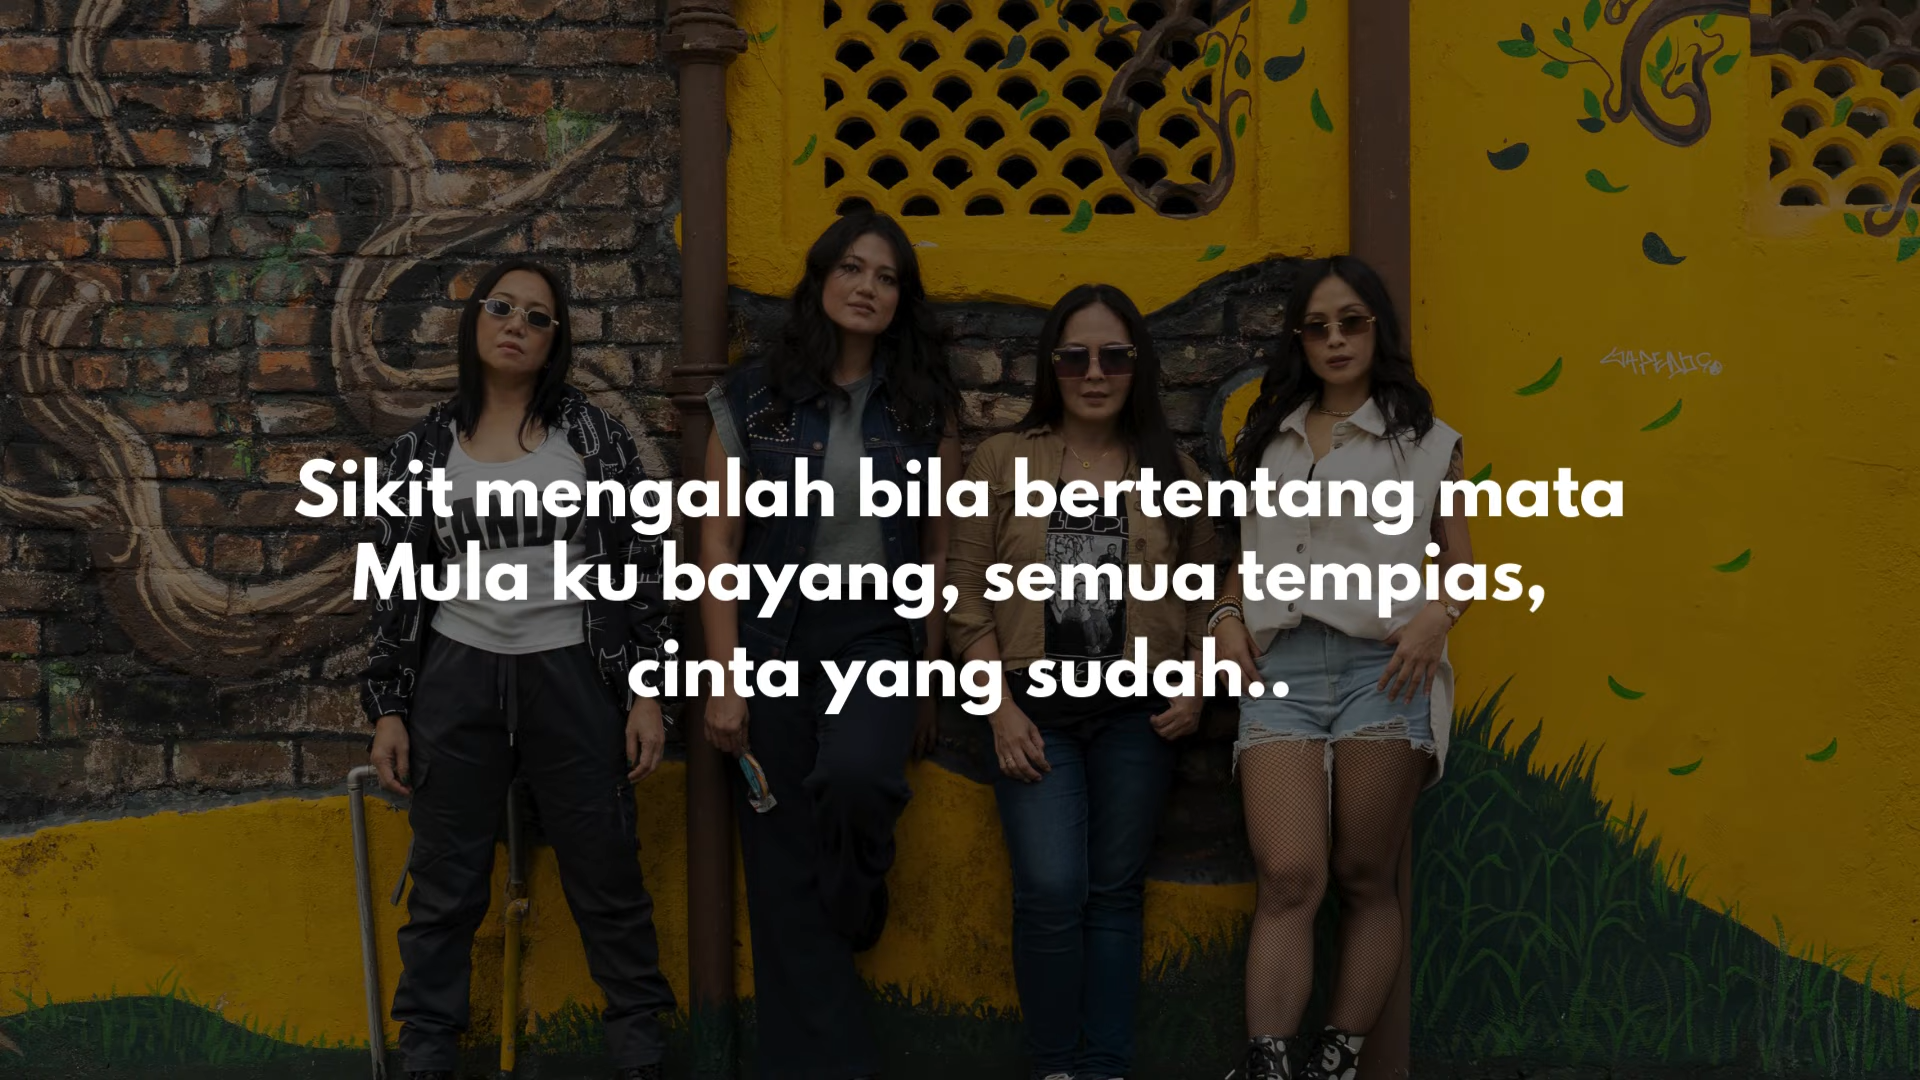 Sikit mengalah bila bertentang mata
Mula ku bayang, semua tempias,
cinta yang sudah..